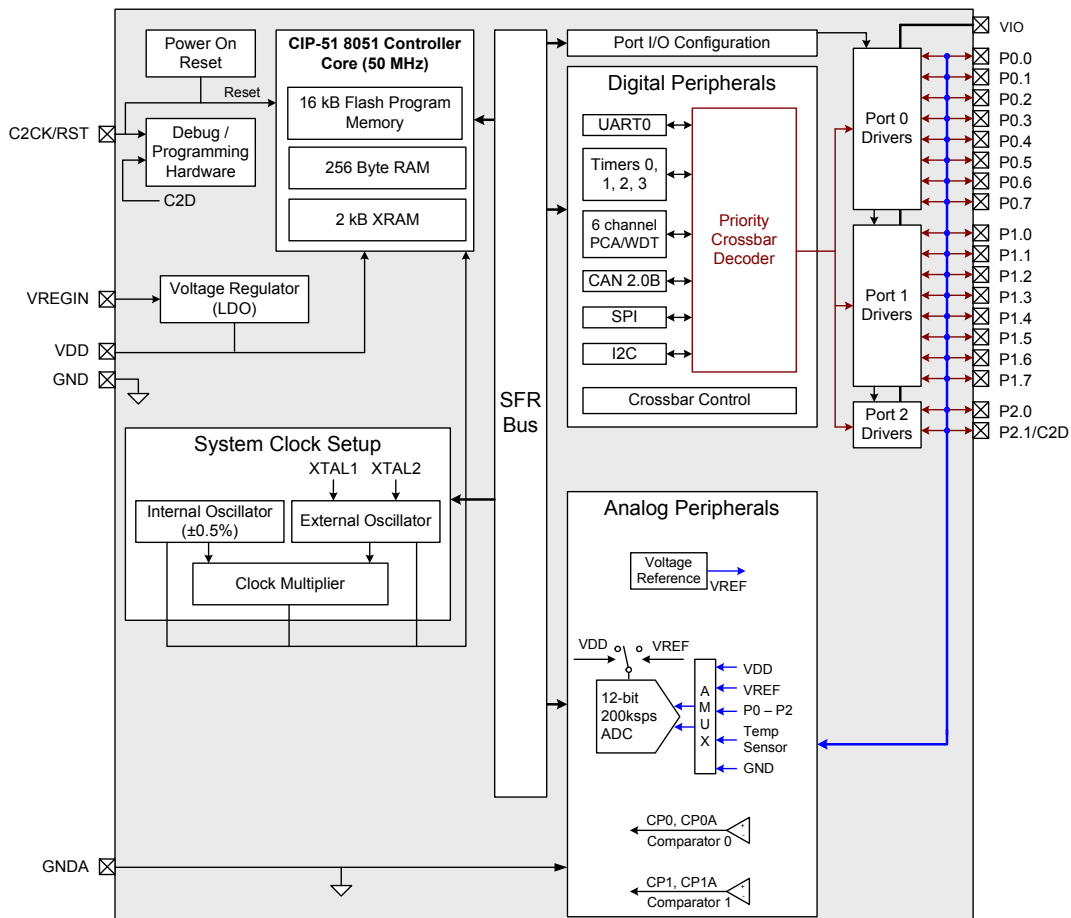 Power On
Reset
Reset
C2CK/RST
Debug /
Programming
Hardware
C2D
CIP-51 8051 Controller
Core (50 MHz)
16 kB Flash Program
Memory
256 Byte RAM
2 kB XRAM
VREGIN
Voltage Regulator
(LDO)
VDD
GND
System Clock Setup
XTAL1
XTAL2
Internal Oscillator
(±0.5%)
External Oscillator
Clock Multiplier
GNDA
SFR
Bus
Port I/O Configuration
Digital Peripherals
UART0
Timers 0,
1, 2, 3
6 channel
PCA/WDT
CAN 2.0B
SPI
I2C
Priority
Crossbar
Decoder
Crossbar Control
Port 0
Drivers
Port 1
Drivers
Port 2
Drivers
VIO
P0.0
P0.1
P0.2
P0.3
P0.4
P0.5
P0.6
P0.7
P1.0
P1.1
P1.2
P1.3
P1.4
P1.5
P1.6
P1.7
P2.0
P2.1/C2D
Analog Peripherals
Voltage
Reference
VREF
VDD
VREF
12-bit
200ksps
ADC
A
M
U
X
VDD
VREF
P0 – P2
Temp
Sensor
GND
CP0, CP0A
+
-
Comparator 0
CP1, CP1A
+
-
Comparator 1